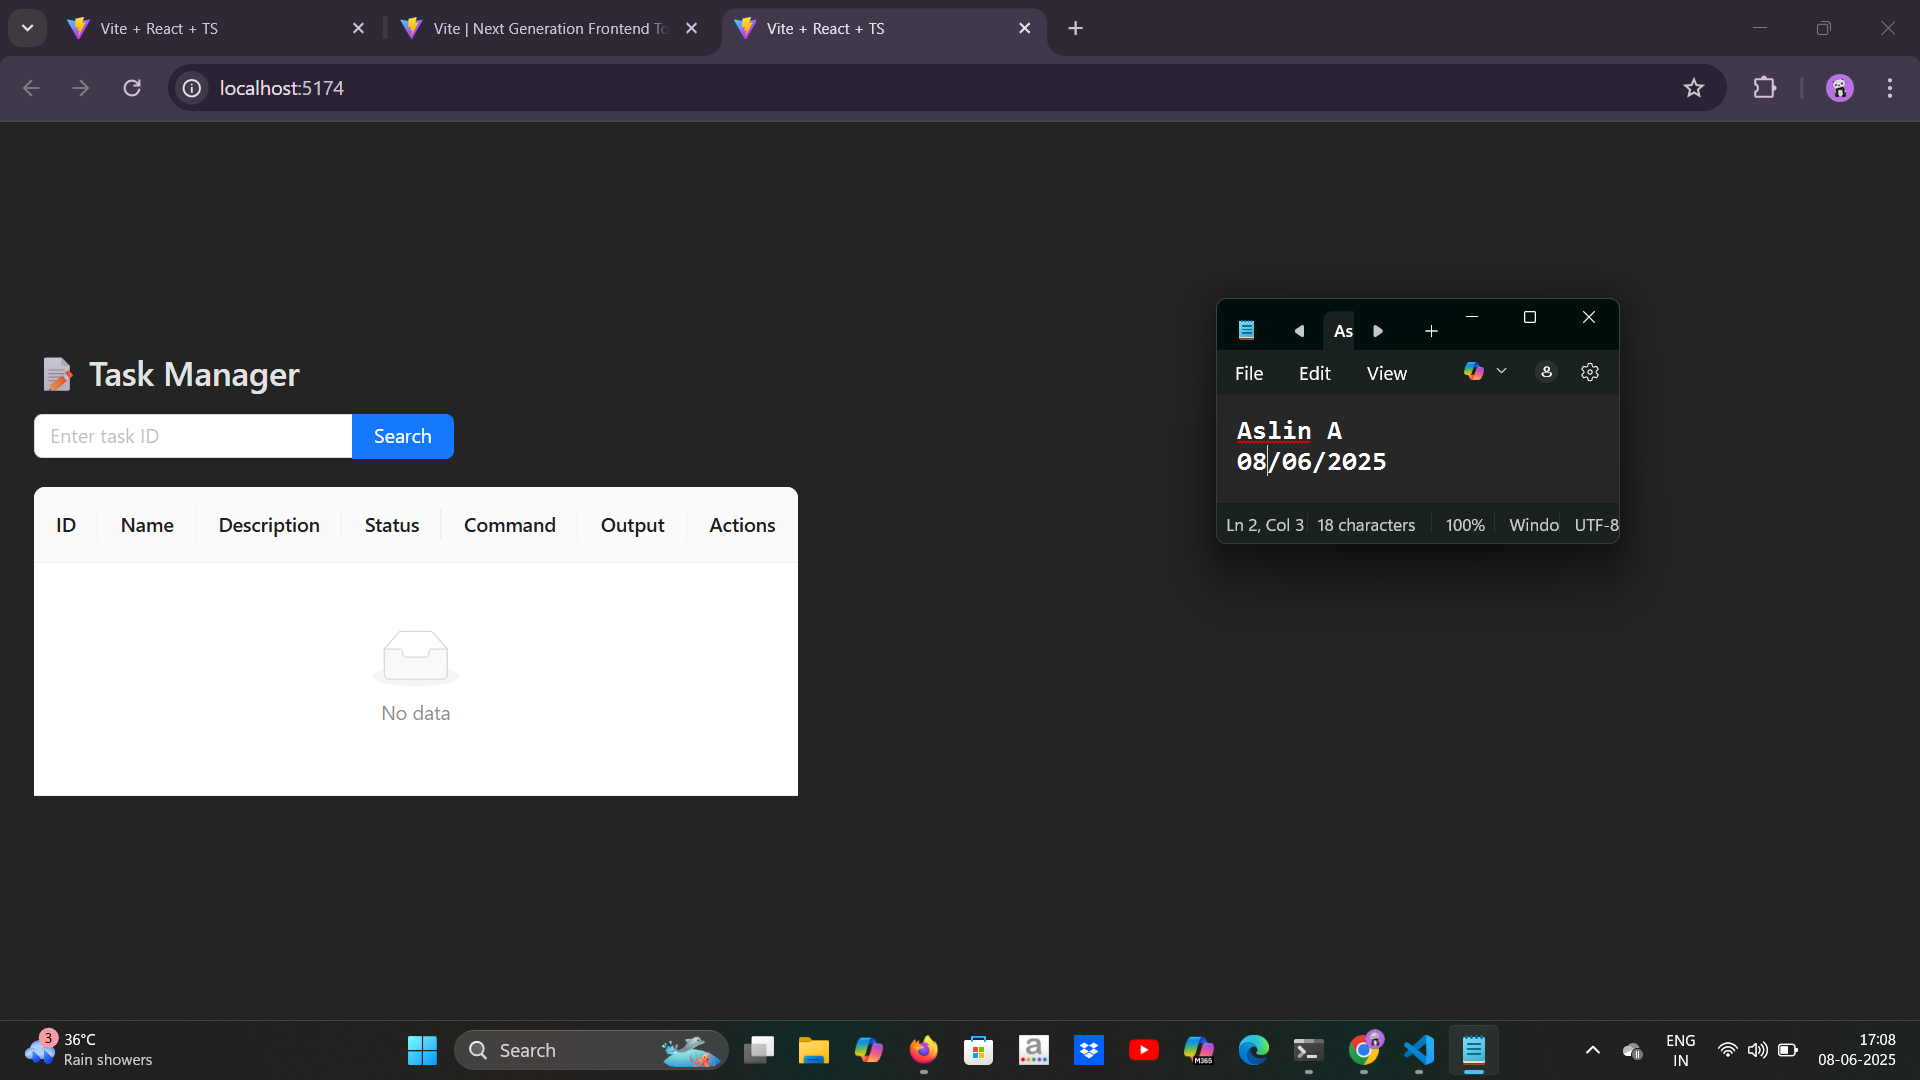 Vite + React + TS
Vite | Next Generation Frontend To
Vite + React + TS
localhost:5174
Task Manager
Enter task ID
Search
ID Name Description Status Command Output Actions
No data
As
File Edit View
Aslin A
08/06/2025
Ln 2, Col 3 18 characters 100% Windo UTF-8
3
36°C
Rain showers
Search
a
M365
ENG
IN
17:08
08-06-2025